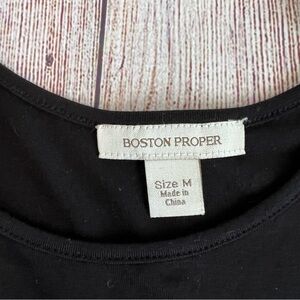 BOSTON PROPER
Size M
Made in
China